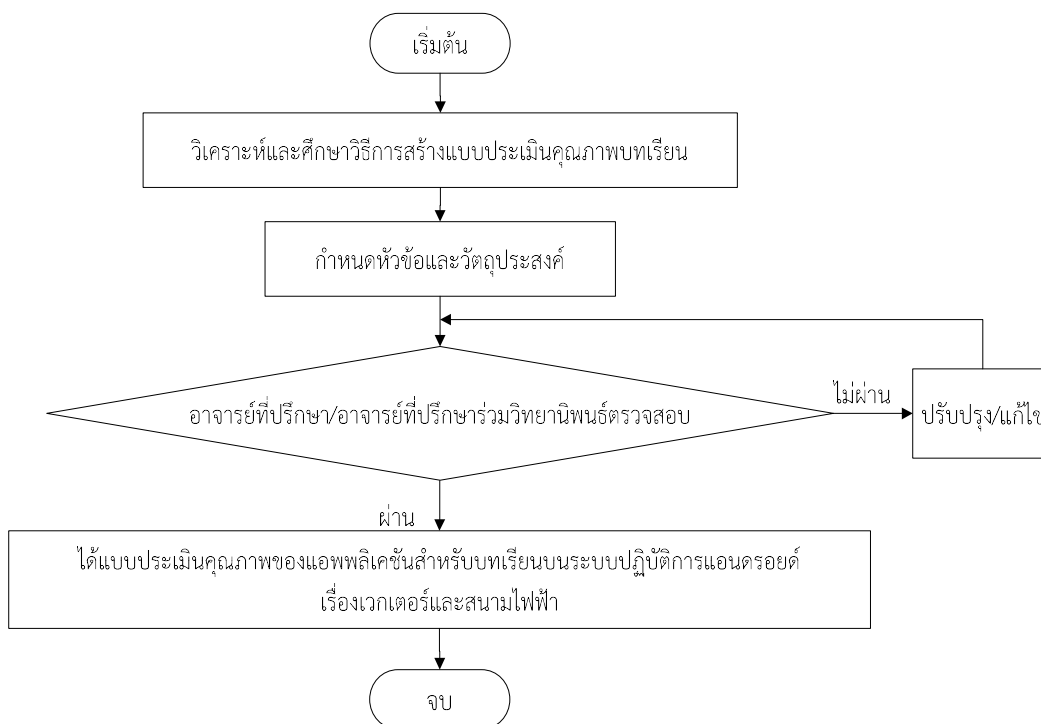 เริ่มต้น
วิเคราะห์และศึกษาวิธีการสร้างแบบประเมินคุณภาพบทเรียน
กำหนดหัวข้อและวัตถุประสงค์
อาจารย์ที่ปรึกษา/อาจารย์ที่ปรึกษาร่วมวิทยานิพนธ์ตรวจสอบ
ไม่ผ่าน
ปรับปรุง/แก้ไข
ผ่าน
ได้แบบประเมินคุณภาพของแอพพลิเคชันสำหรับบทเรียนบนระบบปฏิบัติการแอนดรอยด์
เรื่องเวกเตอร์และสนามไฟฟ้า
จบ